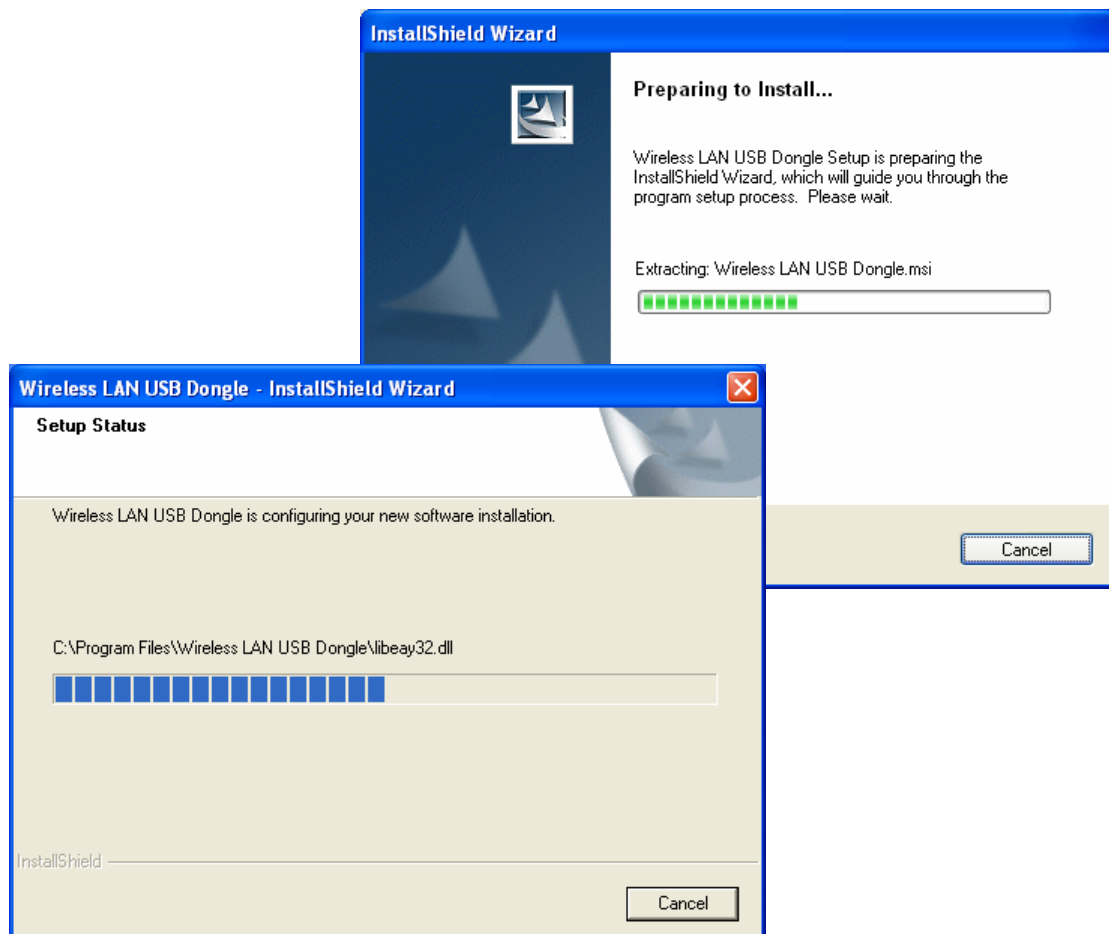 InstallShield Wizard
Preparing to Install...
Wireless LAN USB Dongle Setup is preparing the
InstallShield Wizard, which will guide you through the
program setup process.  Please wait.
Extracting: Wireless LAN USB Dongle.msi
Cancel
Wireless LAN USB Dongle - InstallShield Wizard
Setup Status
Wireless LAN USB Dongle is configuring your new software installation.
C:\Program Files\Wireless LAN USB Dongle\libeay32.dll
InstallShield
Cancel